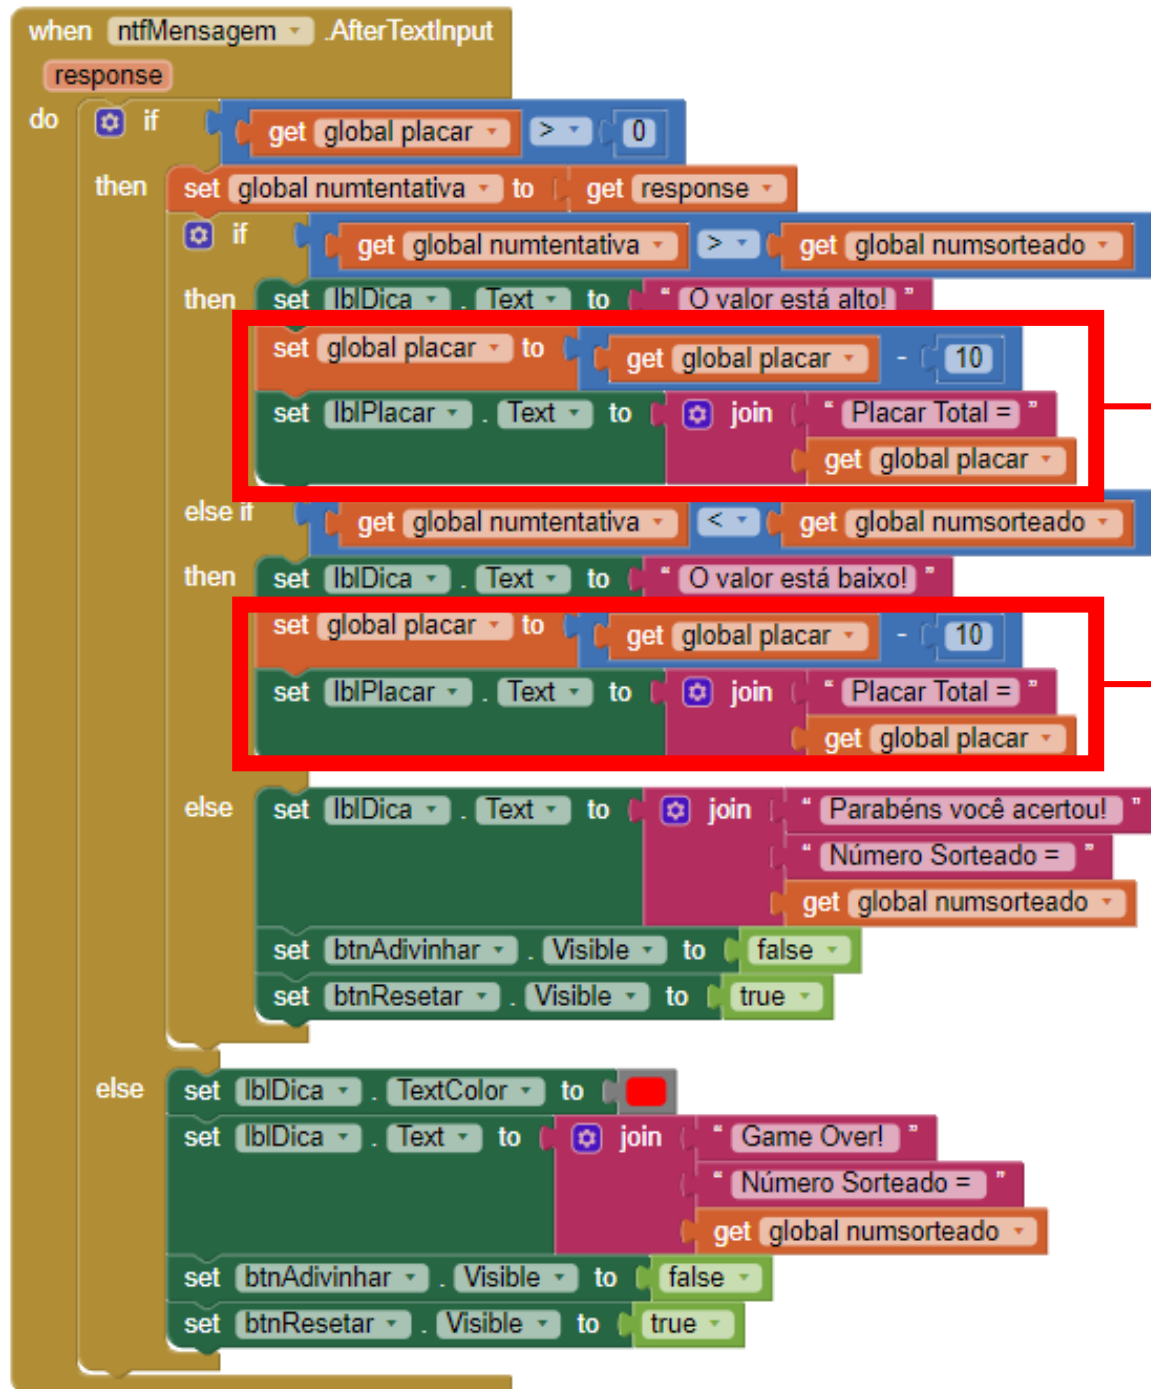 when ntfMensagem .AfterTextInput
response
do if get global placar > 0
then set global numtentativa to get response
if get global numtentativa > get global numsorteado
then set lblDica . Text to " O valor está alto! "
set global placar to get global placar - 10
set lblPlacar . Text to join " Placar Total = "
get global placar
else if get global numtentativa < get global numsorteado
then set lblDica . Text to " O valor está baixo! "
set global placar to get global placar - 10
set lblPlacar . Text to join " Placar Total = "
get global placar
else set lblDica . Text to join " Parabéns você acertou! "
" Número Sorteado = "
get global numsorteado
set btnAdivinhar . Visible to false
set btnResetar . Visible to true
else set lblDica . TextColor to
set lblDica . Text to join " Game Over! "
" Número Sorteado = "
get global numsorteado
set btnAdivinhar . Visible to false
set btnResetar . Visible to true